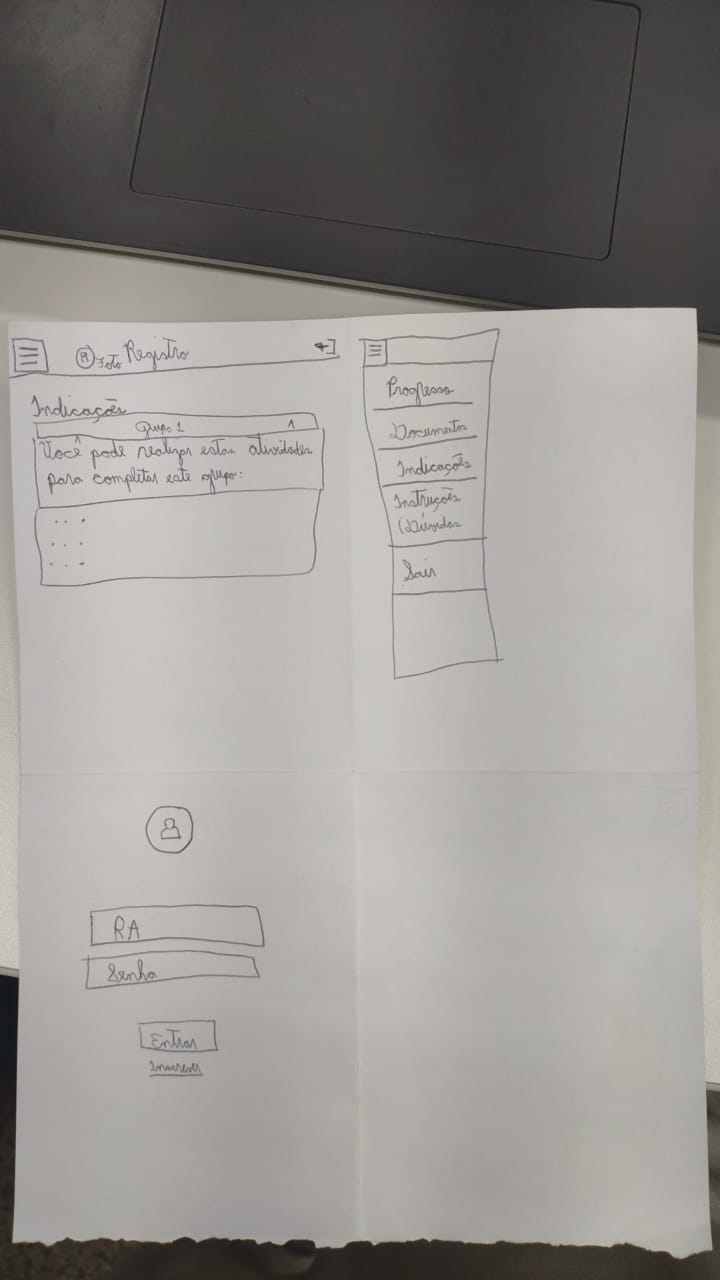 Foto Registro
Indicações
Grupo 1
Você pode realizar estas atividades
para completar este grupo:
Progresso
Documentos
Indicações
Instruções
(Dúvidas
Sair
RA
Senha
Entrar
Inscrever